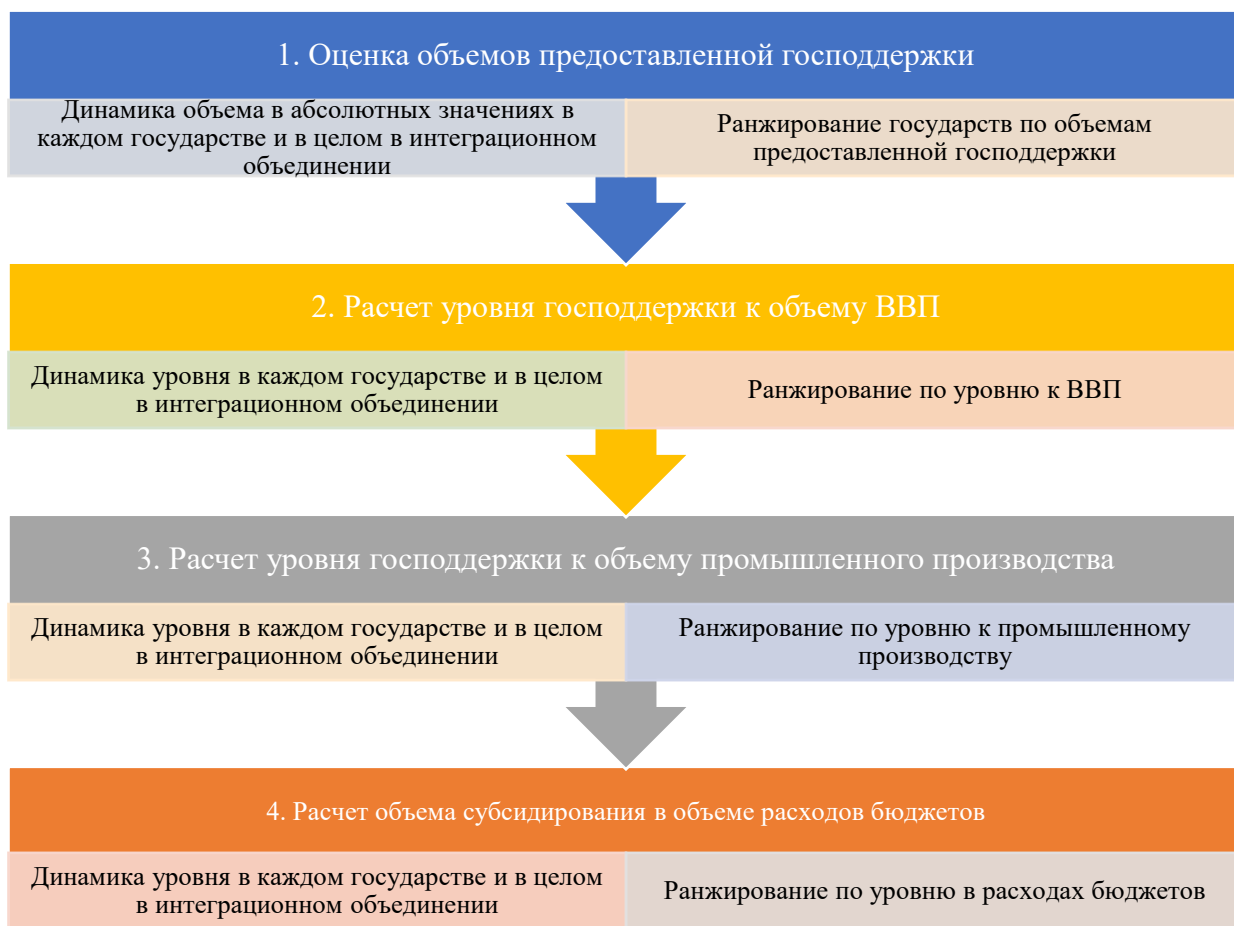 1. Оценка объемов предоставленной господдержки
Динамика объема в абсолютных значениях в
каждом государстве и в целом в интеграционном
объединении
Ранжирование государств по объемам
предоставленной господдержки
2. Расчет уровня господдержки к объему ВВП
Динамика уровня в каждом государстве и в целом
в интеграционном объединении
Ранжирование по уровню к ВВП
3. Расчет уровня господдержки к объему промышленного производства
Динамика уровня в каждом государстве и в целом
в интеграционном объединении
Ранжирование по уровню к промышленному
производству
4. Расчет объема субсидирования в объеме расходов бюджетов
Динамика уровня в каждом государстве и в целом
в интеграционном объединении
Ранжирование по уровню в расходах бюджетов